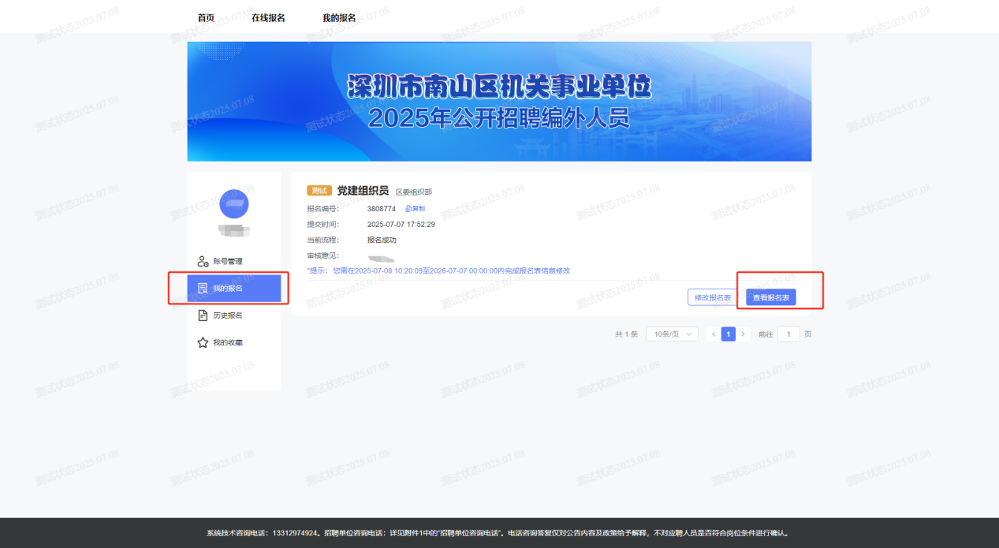 首页 在线报名 我的报名
深圳市南山区机关事业单位
2025年公开招聘编外人员
测试 党建组织员 区委组织部
报名编号： 3808774 复制
提交时间： 2025-07-07 17:52:29
当前流程： 报名成功
审核意见：
*提示： 您需在2025-07-08 10:20:09至2026-07-07 00:00:00内完成报名表信息修改
修改报名表 查看报名表
账号管理
我的报名
历史报名
我的收藏
共 1 条 10条/页 1 前往 1 页
系统技术咨询电话：13312974924。招聘单位咨询电话：详见附件1中的“招聘单位咨询电话”。电话咨询答复仅对公告内容及政策给予解释，不对应聘人员是否符合岗位条件进行确认。
测试状态2025.07.08